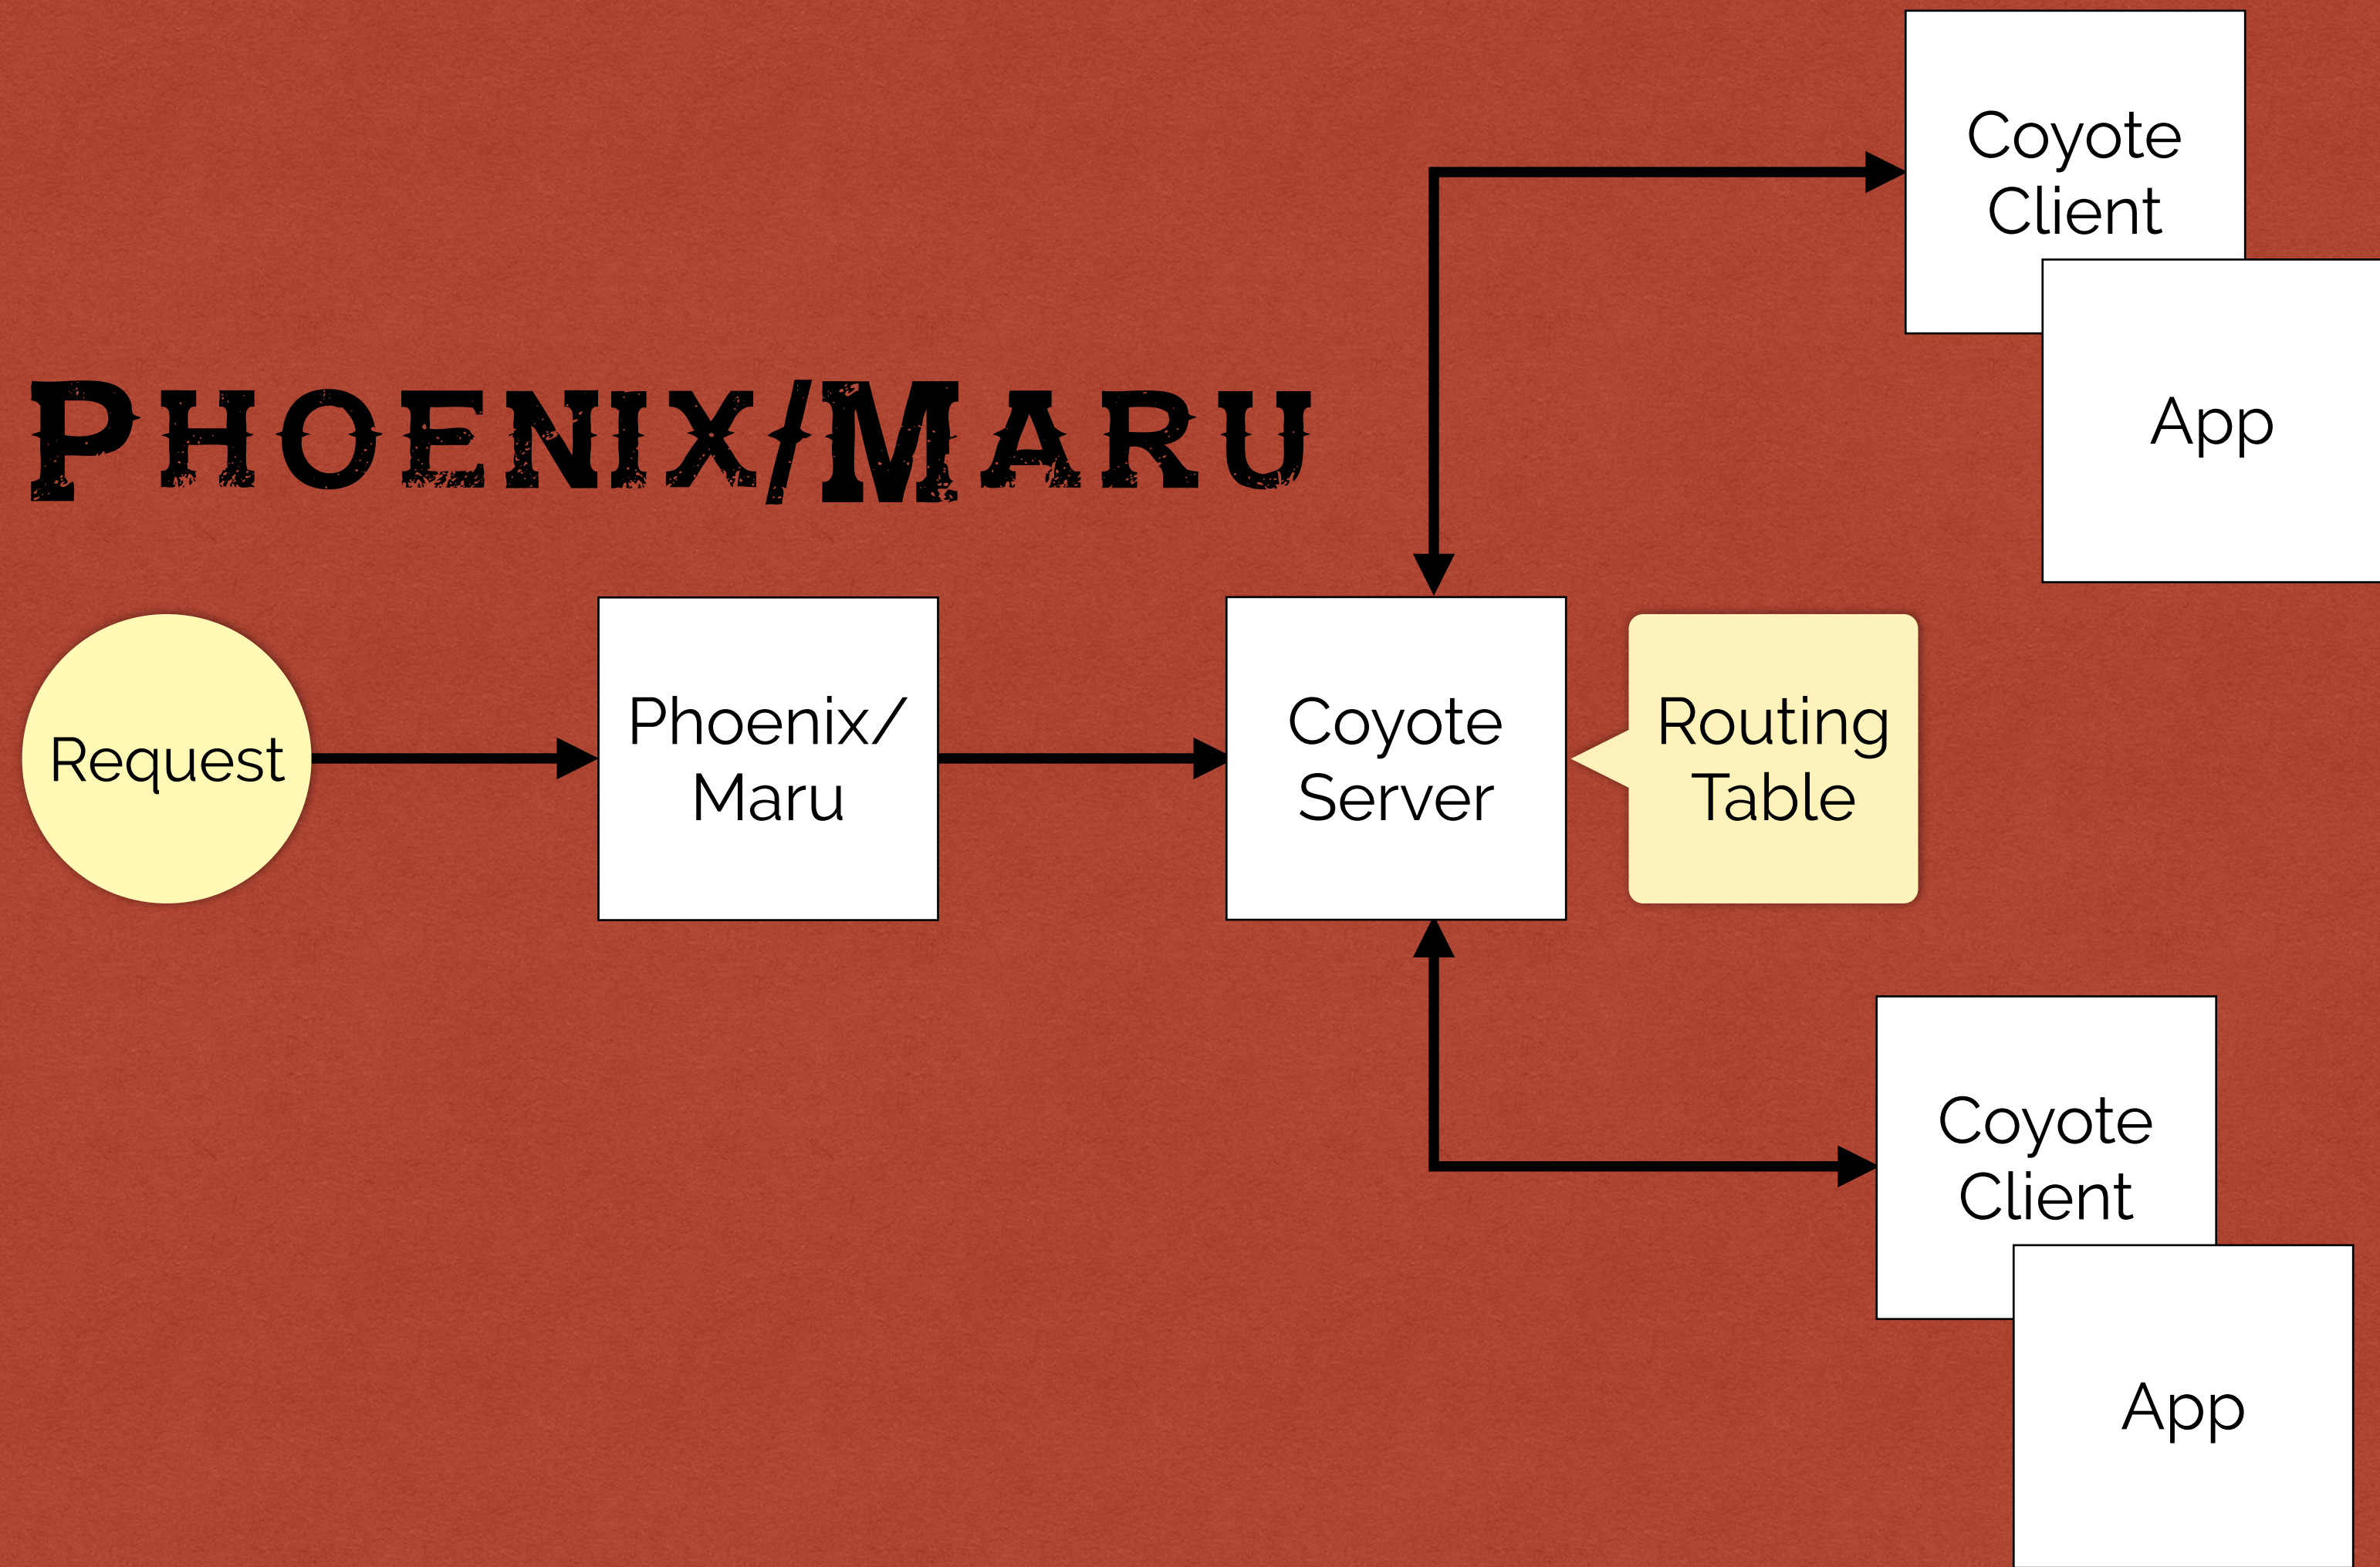 Coyote
Client
App
Phoenix/Maru
Request
Phoenix/
Maru
Coyote
Server
Routing
Table
Coyote
Client
App